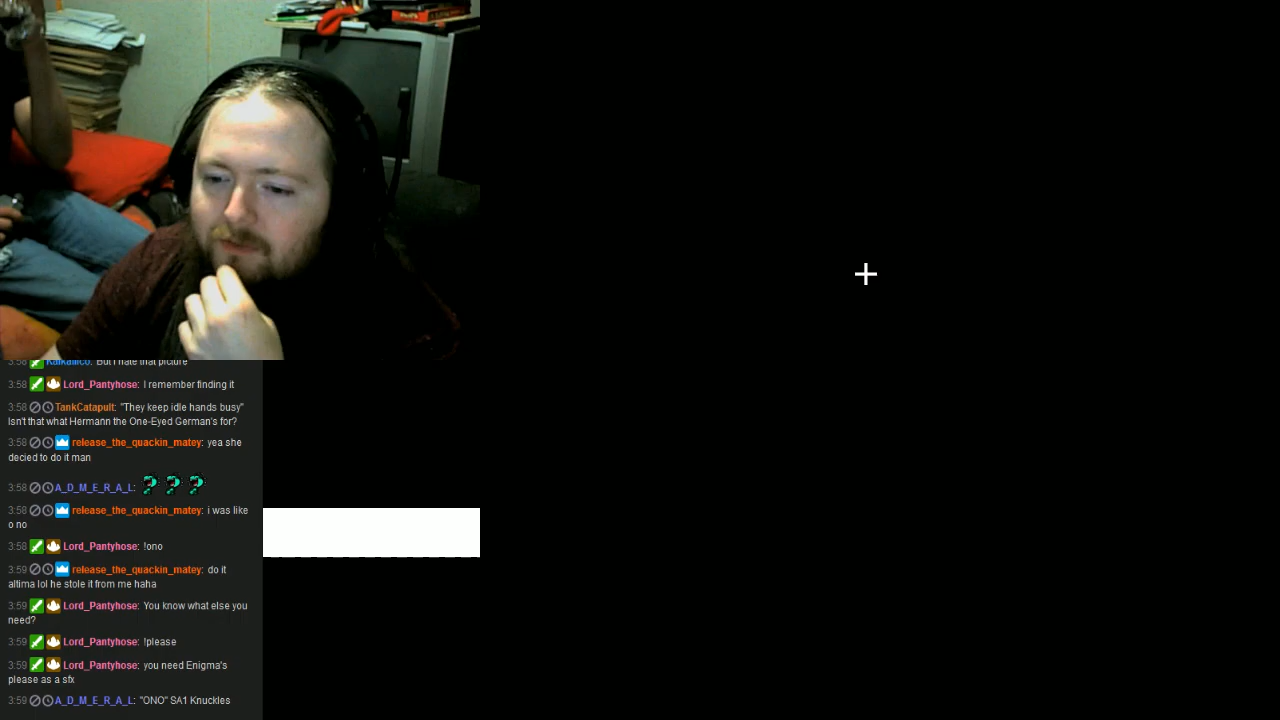 3:58 Kaikallico: But I hate that picture
3:58 Lord_Pantyhose: I remember finding it
3:58 TankCatapult: "They keep idle hands busy"
Isn't that what Hermann the One-Eyed German's for?
3:58 release_the_quackin_matey: yea she
decied to do it man
3:58 A_D_M_E_R_A_L: ? ? ?
3:58 release_the_quackin_matey: i was like
o no
3:58 Lord_Pantyhose: !ono
3:59 release_the_quackin_matey: do it
altima lol he stole it from me haha
3:59 Lord_Pantyhose: You know what else you
need?
3:59 Lord_Pantyhose: !please
3:59 Lord_Pantyhose: you need Enigma's
please as a sfx
3:59 A_D_M_E_R_A_L: "ONO" SA1 Knuckles